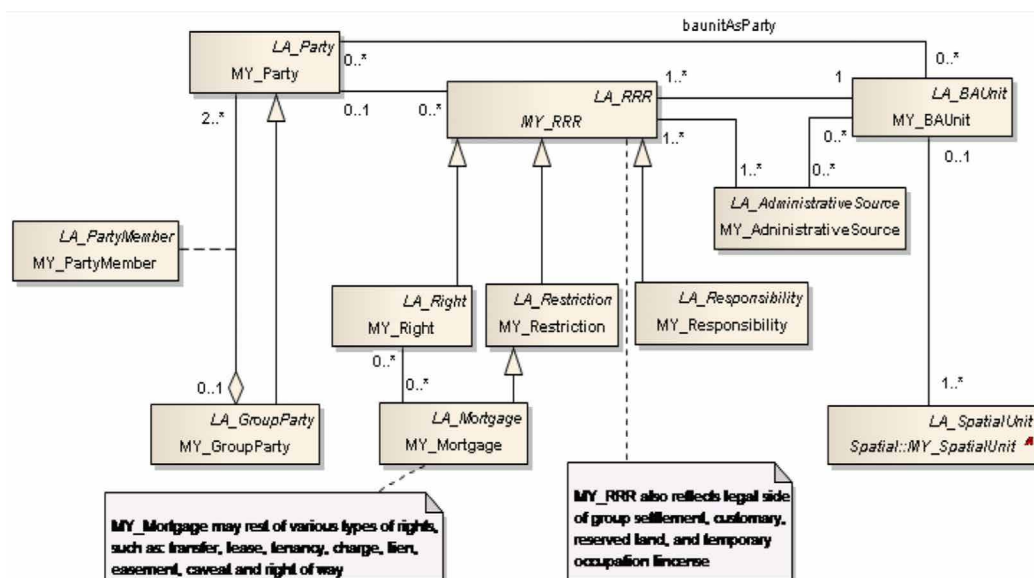 baunitAsParty
LA_Party
MY_Party
0..*
0..*
2..*
0..1
0..*
LA_RRR
MY_RRR
1..*
1
1..*
LA_BAUnit
MY_BAUnit
0..*
0..1
1..*
0..*
LA_AdministrativeSource
MY_AdninistrativeSource
LA_PartyMember
MY_PartyMember
LA_Right
MY_Right
LA_Restriction
MY_Restriction
LA_Responsibility
MY_Responsibility
0..*
0..*
0..1
1..*
LA_GroupParty
MY_GroupParty
LA_Mortgage
MY_Mortgage
LA_SpatialUnit
Spatial::MY_SpatialUnit
MY_Mortgage may rest of various types of rights,
such as: transfer, lease, tenancy, charge, lien,
easement, caveat and right of way
MY_RRR also reflects legal side
of group settlement, customary,
reserved land, and temporary
occupation lincense